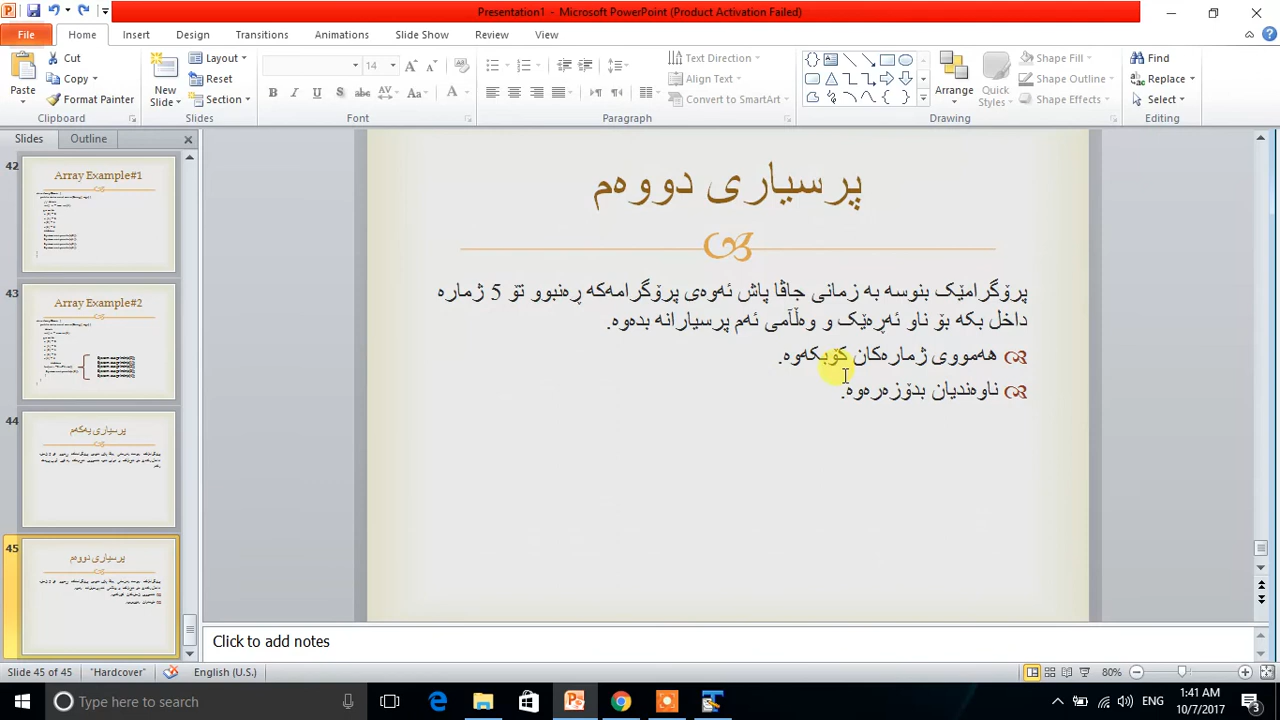 Presentation1 - Microsoft PowerPoint (Product Activation Failed)
File Home Insert Design Transitions Animations Slide Show Review View
Paste
Cut
Copy
Format Painter
Clipboard
New Slide
Layout
Reset
Section
Slides
14
Font
Text Direction
Align Text
Convert to SmartArt
Paragraph
Arrange
Quick Styles
Shape Fill
Shape Outline
Shape Effects
Drawing
Find
Replace
Select
Editing
Slides Outline
42
Array Example#1
43
Array Example#2
44
پرسیاری یەکەم
45
پرسیاری دووەم
پرسیاری دووەم
پرۆگرامێک بنوسە بە زمانی جاڤا پاش ئەوەی پرۆگرامەکە ڕەنبوو تۆ 5 ژمارە
داخل بکە بۆ ناو ئەڕەێک و وەڵآمی ئەم پرسیارانە بدەوە.
هەمووی ژمارەکان کۆبکەوە.
ناوەندیان بدۆزەرەوە.
Click to add notes
Slide 45 of 45 "Hardcover" English (U.S.) 80%
Type here to search
ENG
1:41 AM
10/7/2017
3